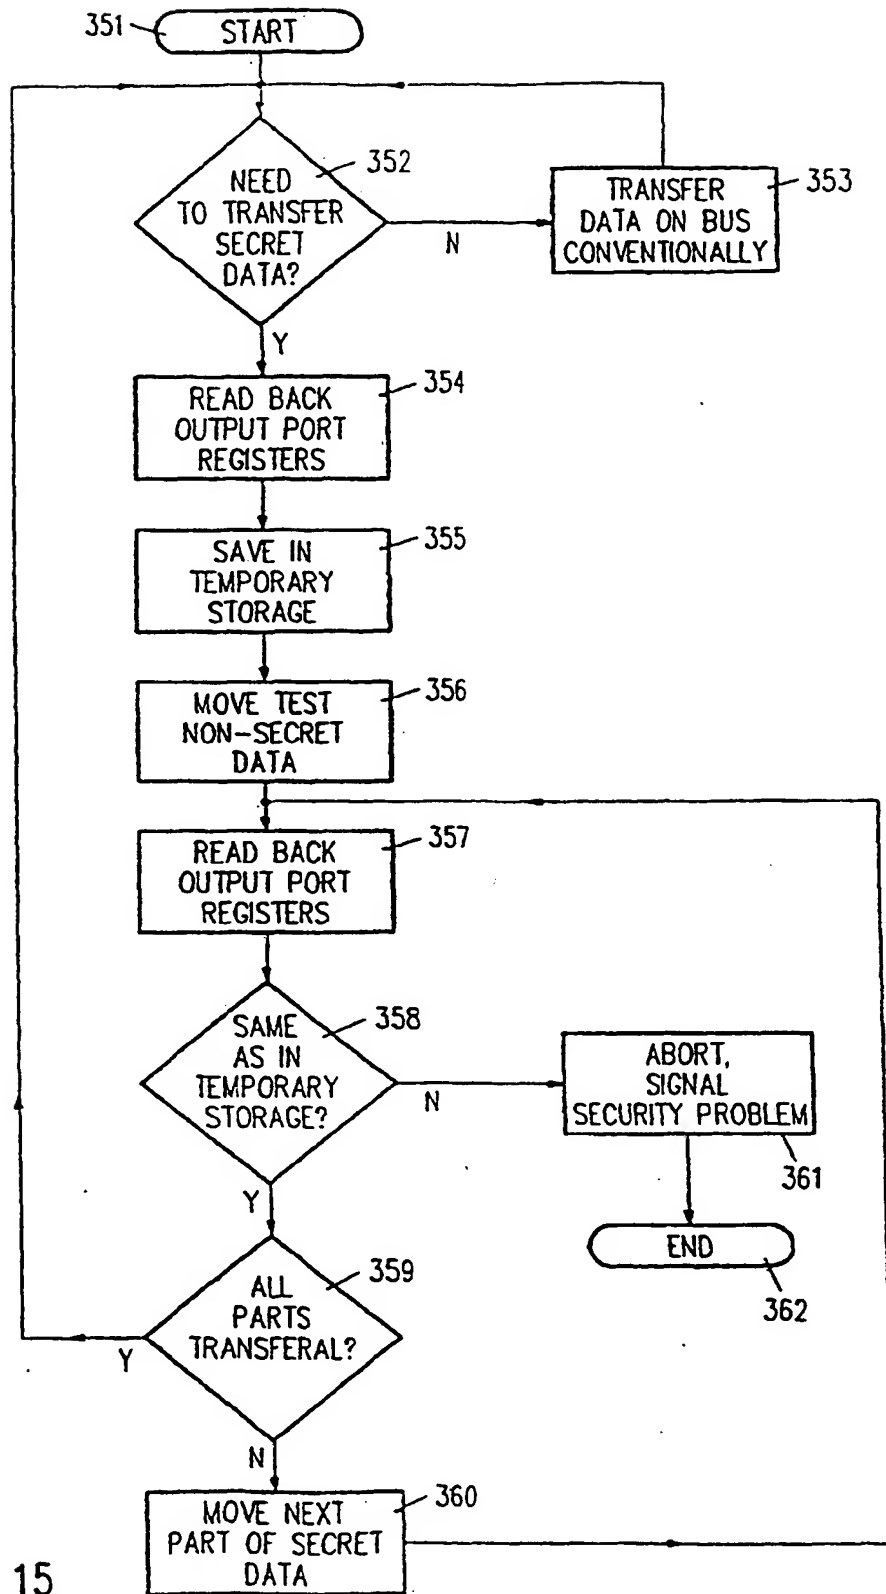 351
START
352
NEED
TO TRANSFER
SECRET
DATA?
N
TRANSFER
DATA ON BUS
CONVENTIONALLY
353
Y
354
READ BACK
OUTPUT PORT
REGISTERS
355
SAVE IN
TEMPORARY
STORAGE
356
MOVE TEST
NON-SECRET
DATA
357
READ BACK
OUTPUT PORT
REGISTERS
358
SAME
AS IN
TEMPORARY
STORAGE?
N
ABORT,
SIGNAL
SECURITY PROBLEM
361
Y
END
362
359
ALL
PARTS
TRANSFERAL?
Y
N
360
MOVE NEXT
PART OF SECRET
DATA
15